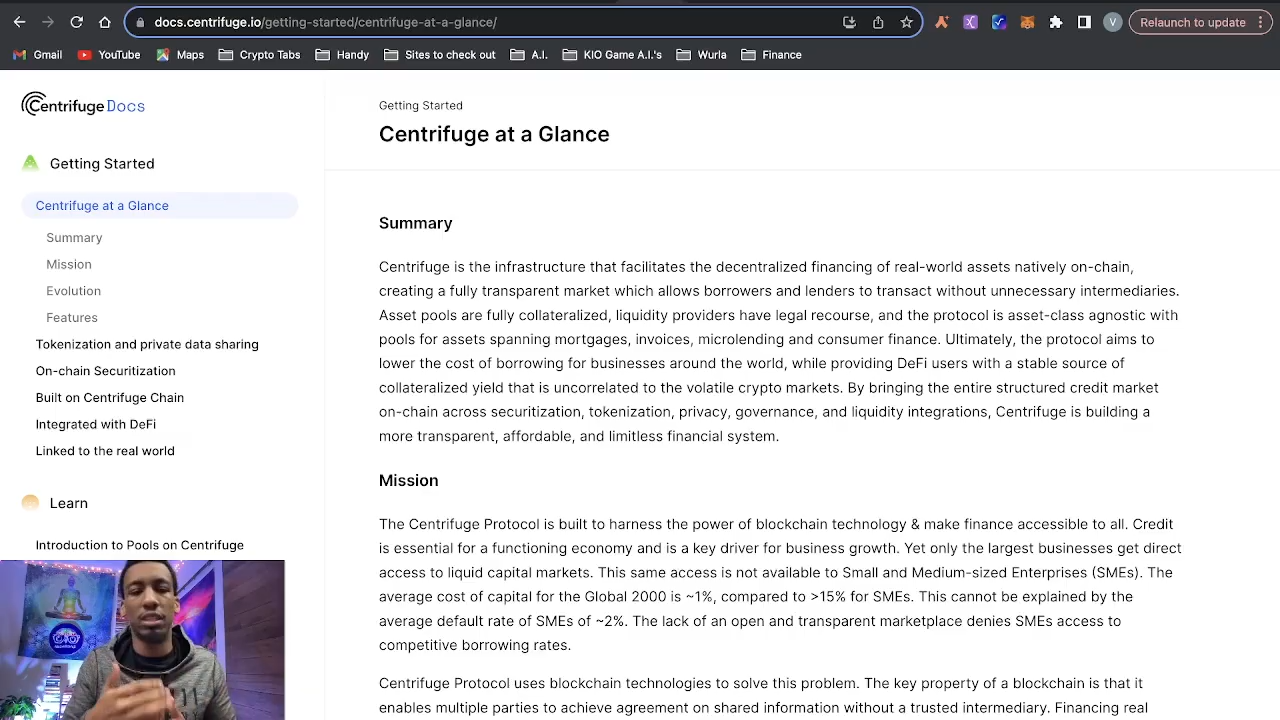 docs.centrifuge.io/getting-started/centrifuge-at-a-glance/
V
Relaunch to update
Gmail
YouTube
Maps
Crypto Tabs
Handy
Sites to check out
A.I.
KIO Game A.I.'s
Wurla
Finance
Centrifuge Docs
Getting Started
Centrifuge at a Glance
Summary
Mission
Evolution
Features
Tokenization and private data sharing
On-chain Securitization
Built on Centrifuge Chain
Integrated with DeFi
Linked to the real world
Learn
Introduction to Pools on Centrifuge
Getting Started
Centrifuge at a Glance
Summary
Centrifuge is the infrastructure that facilitates the decentralized financing of real-world assets natively on-chain,
creating a fully transparent market which allows borrowers and lenders to transact without unnecessary intermediaries.
Asset pools are fully collateralized, liquidity providers have legal recourse, and the protocol is asset-class agnostic with
pools for assets spanning mortgages, invoices, microlending and consumer finance. Ultimately, the protocol aims to
lower the cost of borrowing for businesses around the world, while providing DeFi users with a stable source of
collateralized yield that is uncorrelated to the volatile crypto markets. By bringing the entire structured credit market
on-chain across securitization, tokenization, privacy, governance, and liquidity integrations, Centrifuge is building a
more transparent, affordable, and limitless financial system.
Mission
The Centrifuge Protocol is built to harness the power of blockchain technology & make finance accessible to all. Credit
is essential for a functioning economy and is a key driver for business growth. Yet only the largest businesses get direct
access to liquid capital markets. This same access is not available to Small and Medium-sized Enterprises (SMEs). The
average cost of capital for the Global 2000 is ~1%, compared to >15% for SMEs. This cannot be explained by the
average default rate of SMEs of ~2%. The lack of an open and transparent marketplace denies SMEs access to
competitive borrowing rates.
Centrifuge Protocol uses blockchain technologies to solve this problem. The key property of a blockchain is that it
enables multiple parties to achieve agreement on shared information without a trusted intermediary. Financing real